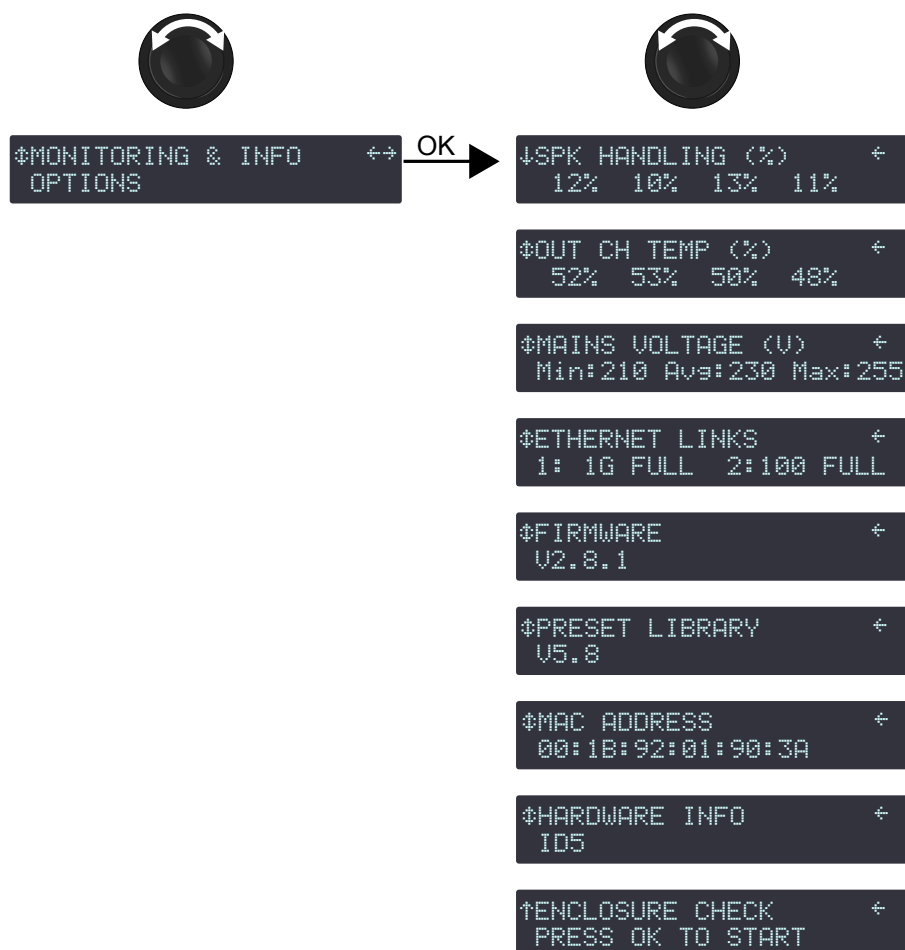 ↕MONITORING & INFO ←→
OPTIONS
OK
↓SPK HANDLING (%) ←
12% 10% 13% 11%
↕OUT CH TEMP (%) ←
52% 53% 50% 48%
↕MAINS VOLTAGE (V) ←
Min:210 Avg:230 Max:255
↕ETHERNET LINKS ←
1: 1G FULL 2:100 FULL
↕FIRMWARE ←
V2.8.1
↕PRESET LIBRARY ←
V5.8
↕MAC ADDRESS ←
00:1B:92:01:90:3A
↕HARDWARE INFO ←
ID5
↑ENCLOSURE CHECK ←
PRESS OK TO START